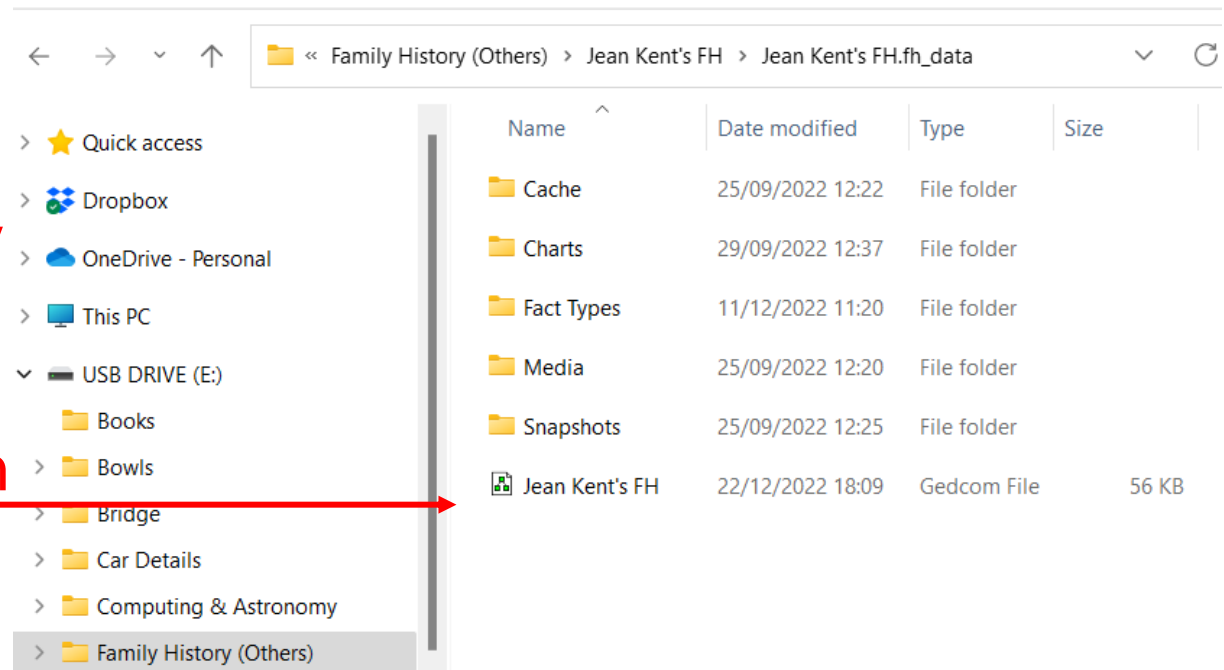 « Family History (Others) > Jean Kent's FH > Jean Kent's FH.fh_data
Name Date modified Type Size
Quick access
Dropbox
OneDrive - Personal
This PC
USB DRIVE (E:)
Books
Bowls
Bridge
Car Details
Computing & Astronomy
Family History (Others)
Cache 25/09/2022 12:22 File folder
Charts 29/09/2022 12:37 File folder
Fact Types 11/12/2022 11:20 File folder
Media 25/09/2022 12:20 File folder
Snapshots 25/09/2022 12:25 File folder
Jean Kent's FH 22/12/2022 18:09 Gedcom File 56 KB